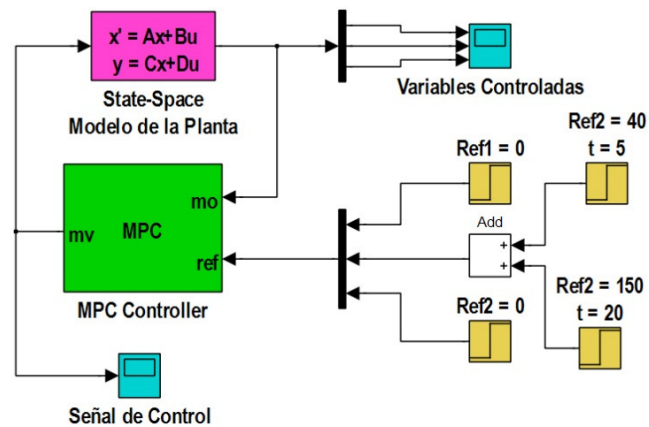 x' = Ax+Bu
y = Cx+Du
State-Space
Modelo de la Planta
Variables Controladas
Ref2 = 40
t = 5
Ref1 = 0
mo
MPC
mv
ref
MPC Controller
Add
+
+
Ref2 = 150
t = 20
Ref2 = 0
Señal de Control